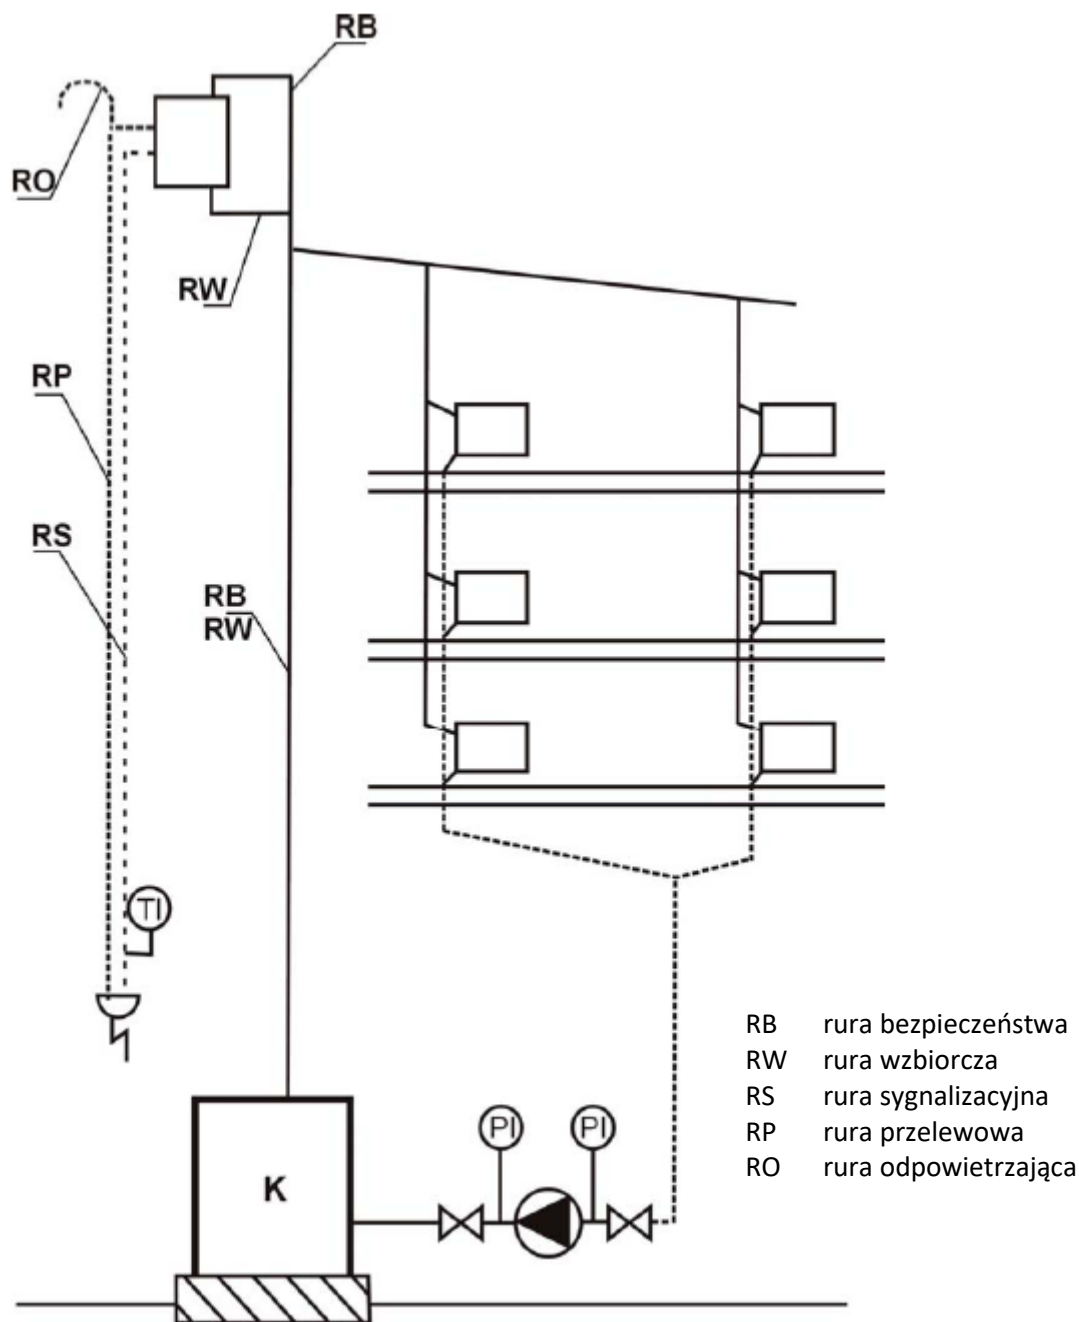 RB
RO
RW
RP
RS
RB
RW
TI
PI PI
K
RB rura bezpieczeństwa
RW rura wzbiorcza
RS rura sygnalizacyjna
RP rura przelewowa
RO rura odpowietrzająca